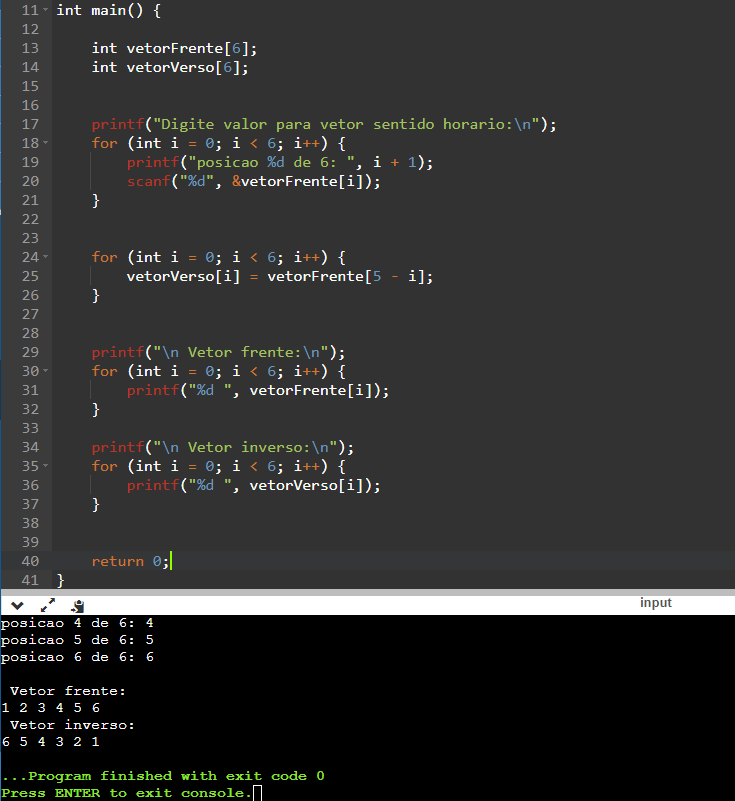 11 int main() {
12
13 int vetorFrente[6];
14 int vetorVerso[6];
15
16
17 printf("Digite valor para vetor sentido horario:\n");
18 for (int i = 0; i < 6; i++) {
19 printf("posicao %d de 6: ", i + 1);
20 scanf("%d", &vetorFrente[i]);
21 }
22
23
24 for (int i = 0; i < 6; i++) {
25 vetorVerso[i] = vetorFrente[5 - i];
26 }
27
28
29 printf("\n Vetor frente:\n");
30 for (int i = 0; i < 6; i++) {
31 printf("%d ", vetorFrente[i]);
32 }
33
34 printf("\n Vetor inverso:\n");
35 for (int i = 0; i < 6; i++) {
36 printf("%d ", vetorVerso[i]);
37 }
38
39
40 return 0;
41 }
input
posicao 4 de 6: 4
posicao 5 de 6: 5
posicao 6 de 6: 6
Vetor frente:
1 2 3 4 5 6
Vetor inverso:
6 5 4 3 2 1
...Program finished with exit code 0
Press ENTER to exit console.